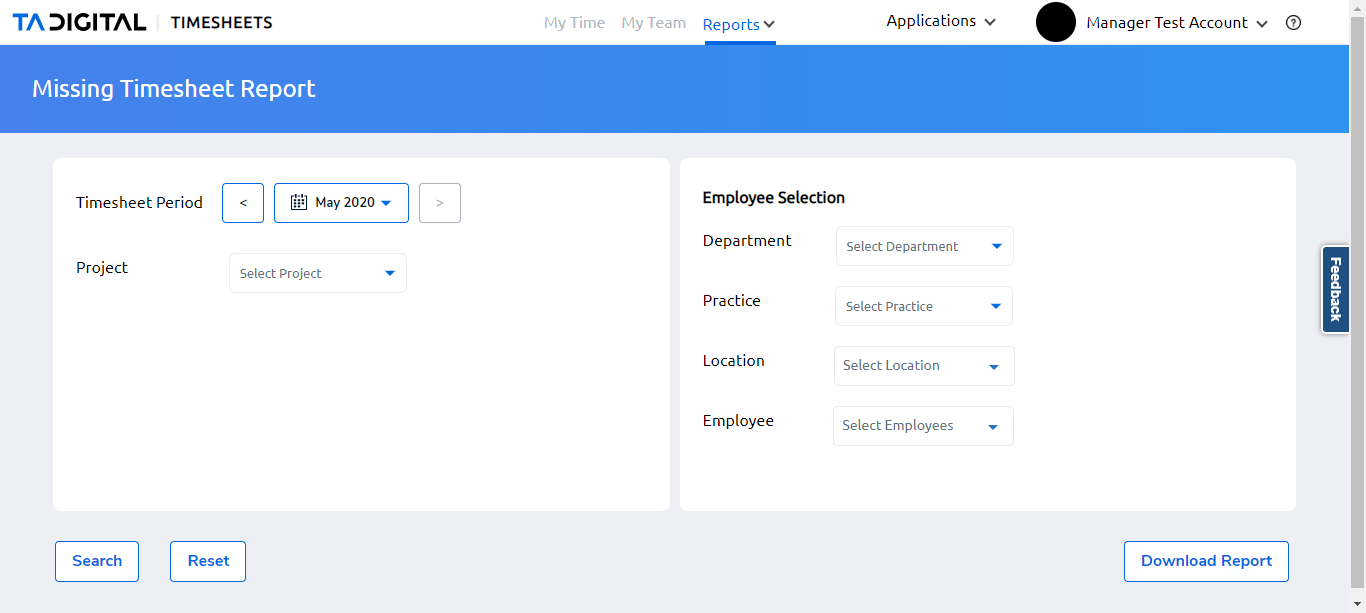 TA DIGITAL TIMESHEETS My Time My Team Reports Applications Manager Test Account ?
Missing Timesheet Report
Timesheet Period < May 2020 >
Project Select Project
Employee Selection
Department Select Department
Practice Select Practice
Location Select Location
Employee Select Employees
Feedback
Search Reset Download Report